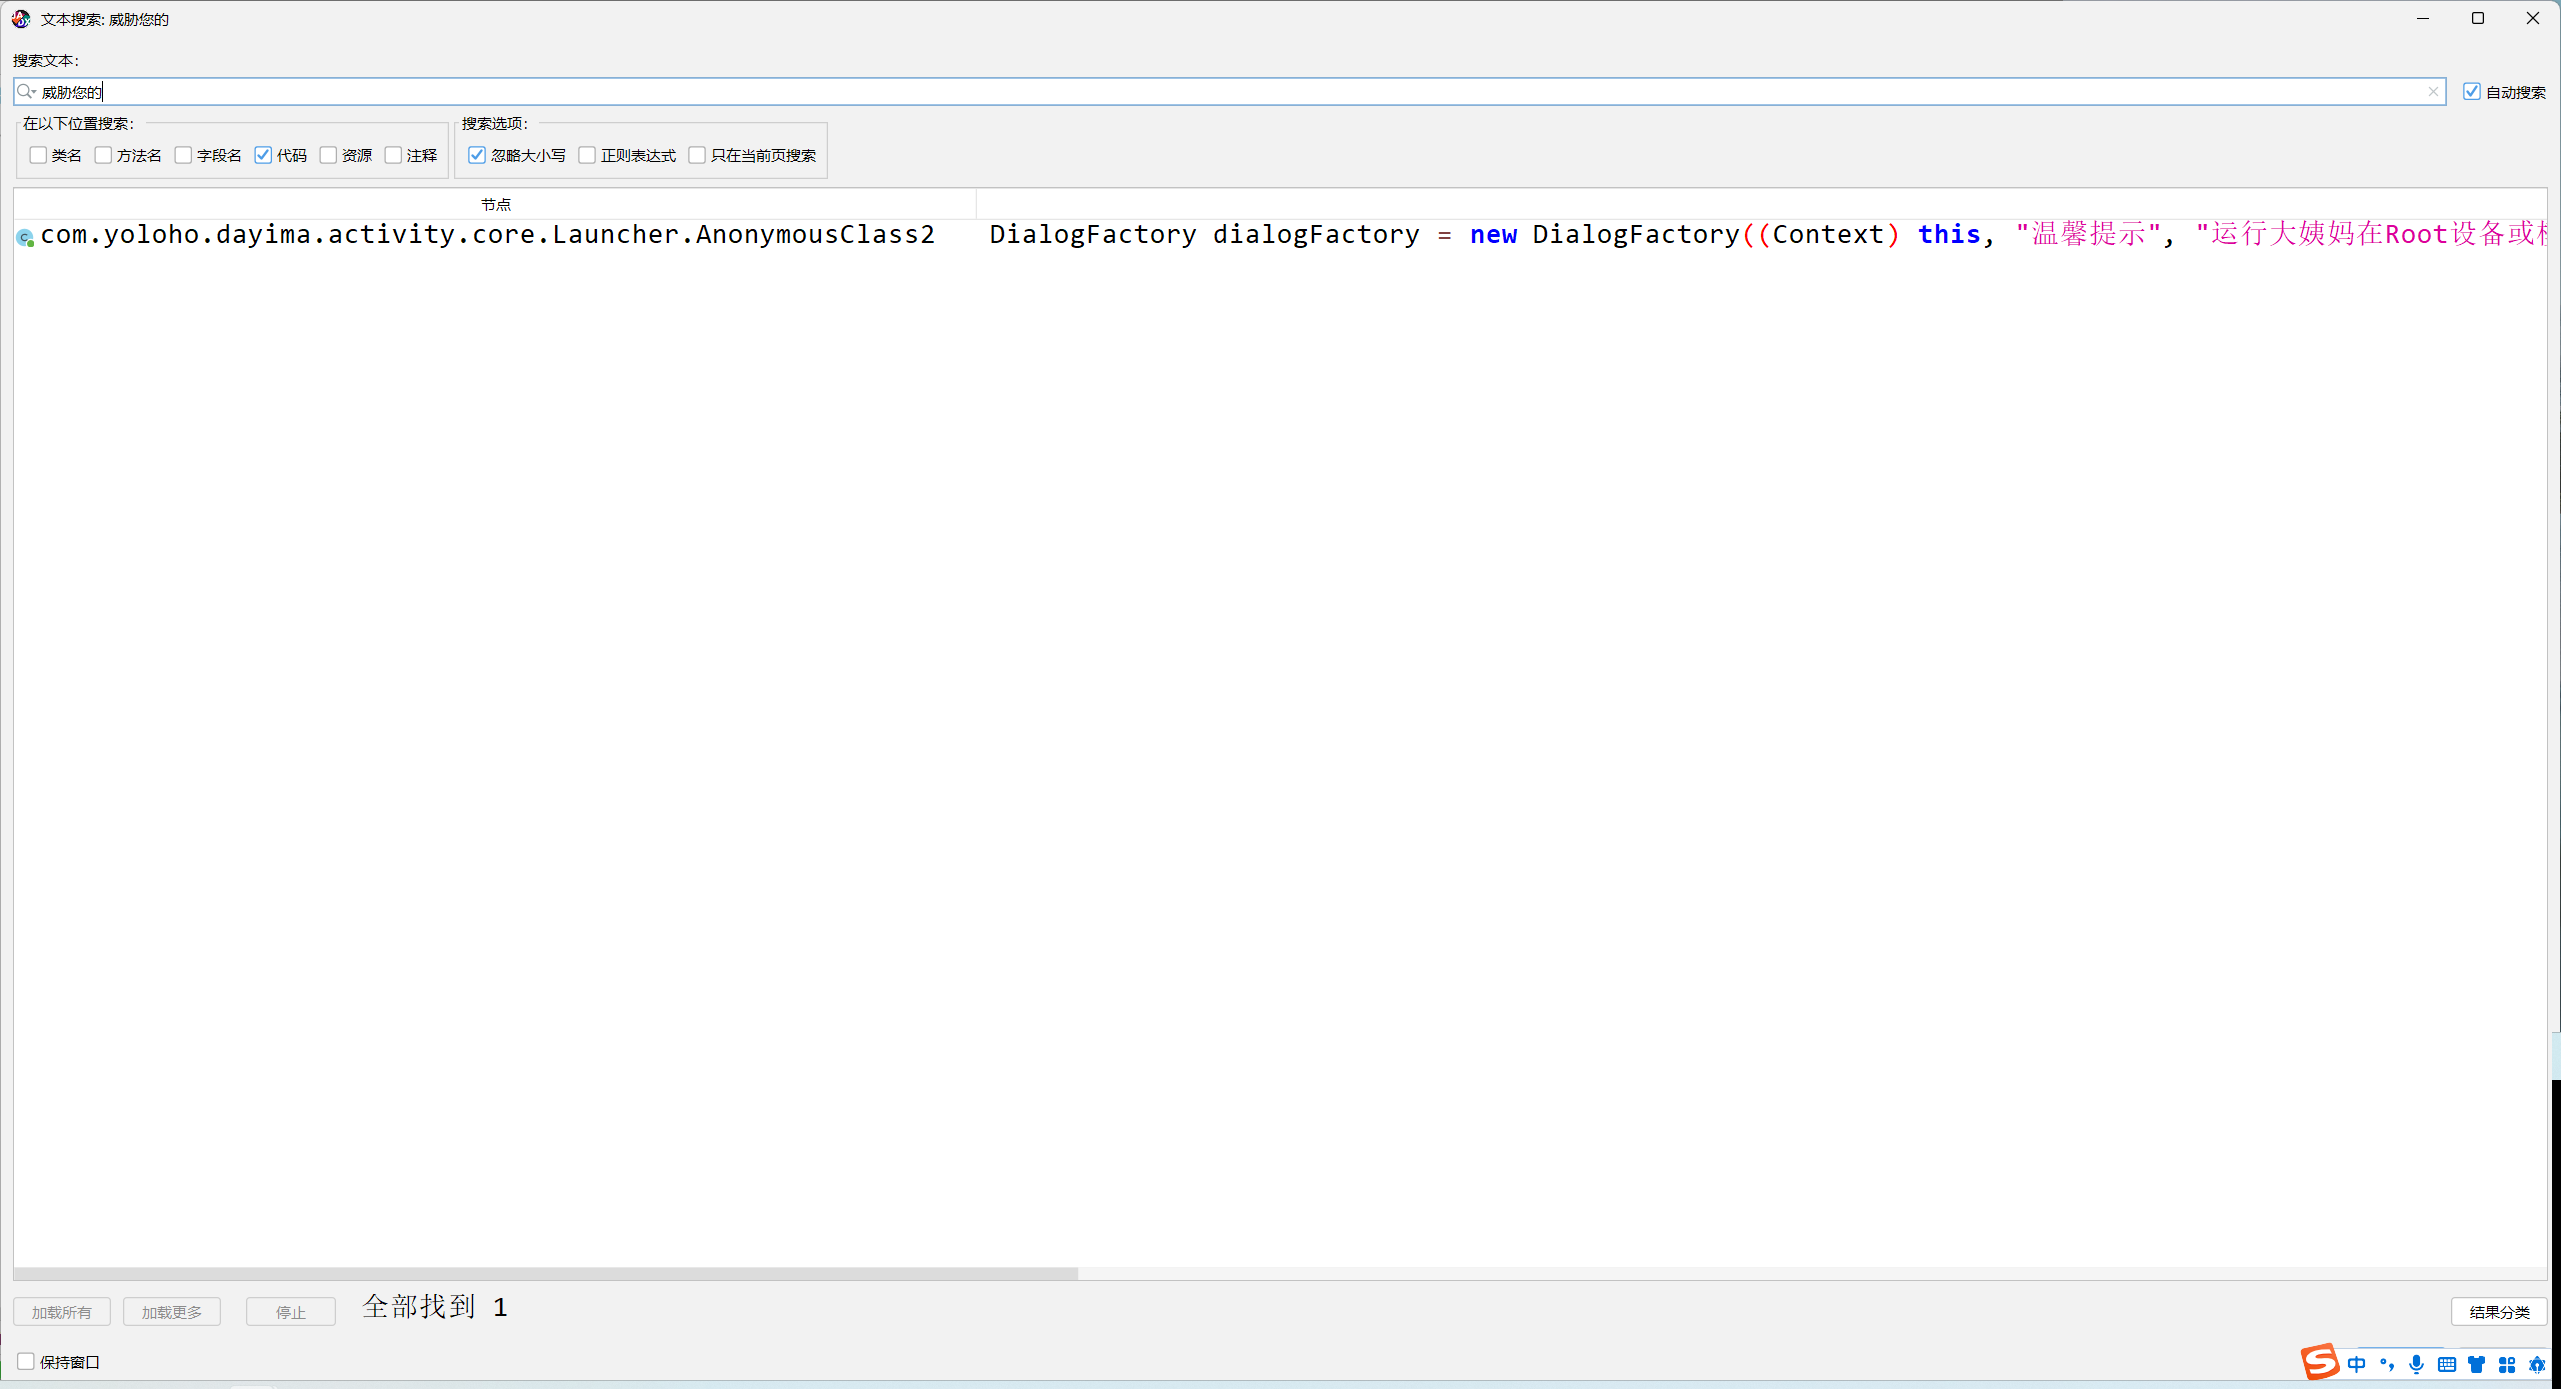 文本搜索: 威胁您的
搜索文本:
威胁您的
自动搜索
在以下位置搜索:
搜索选项:
类名 方法名 字段名 代码 资源 注释 忽略大小写 正则表达式 只在当前页搜索
节点
com.yoloho.dayima.activity.core.Launcher.AnonymousClass2 DialogFactory dialogFactory = new DialogFactory((Context) this, "温馨提示", "运行大姨妈在Root设备或
加载所有 加载更多 停止 全部找到 1 结果分类
保持窗口
中